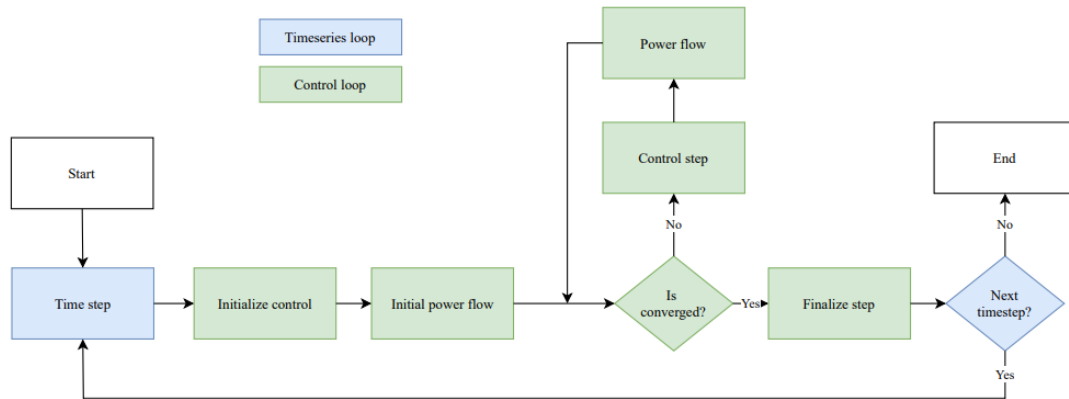 Timeseries loop
Control loop
Power flow
Start
Control step
End
No
No
Time step
Initialize control
Initial power flow
Is
converged?
Yes
Finalize step
Next
timestep?
Yes